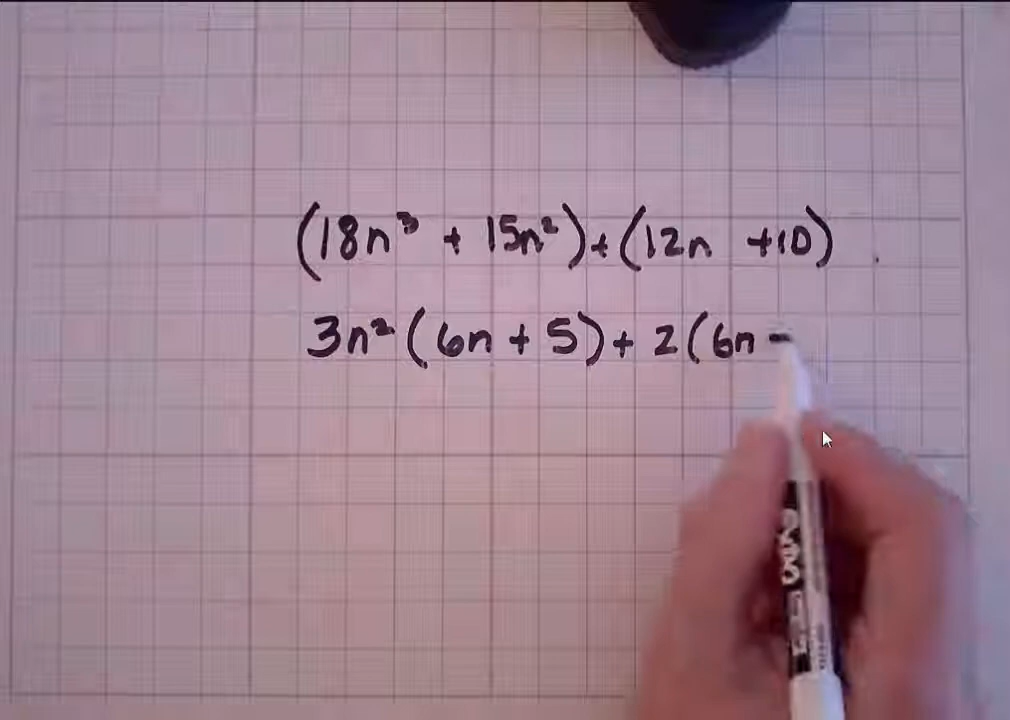 (18n³ + 15n²) + (12n + 10)
3n² (6n + 5) + 2 (6n -